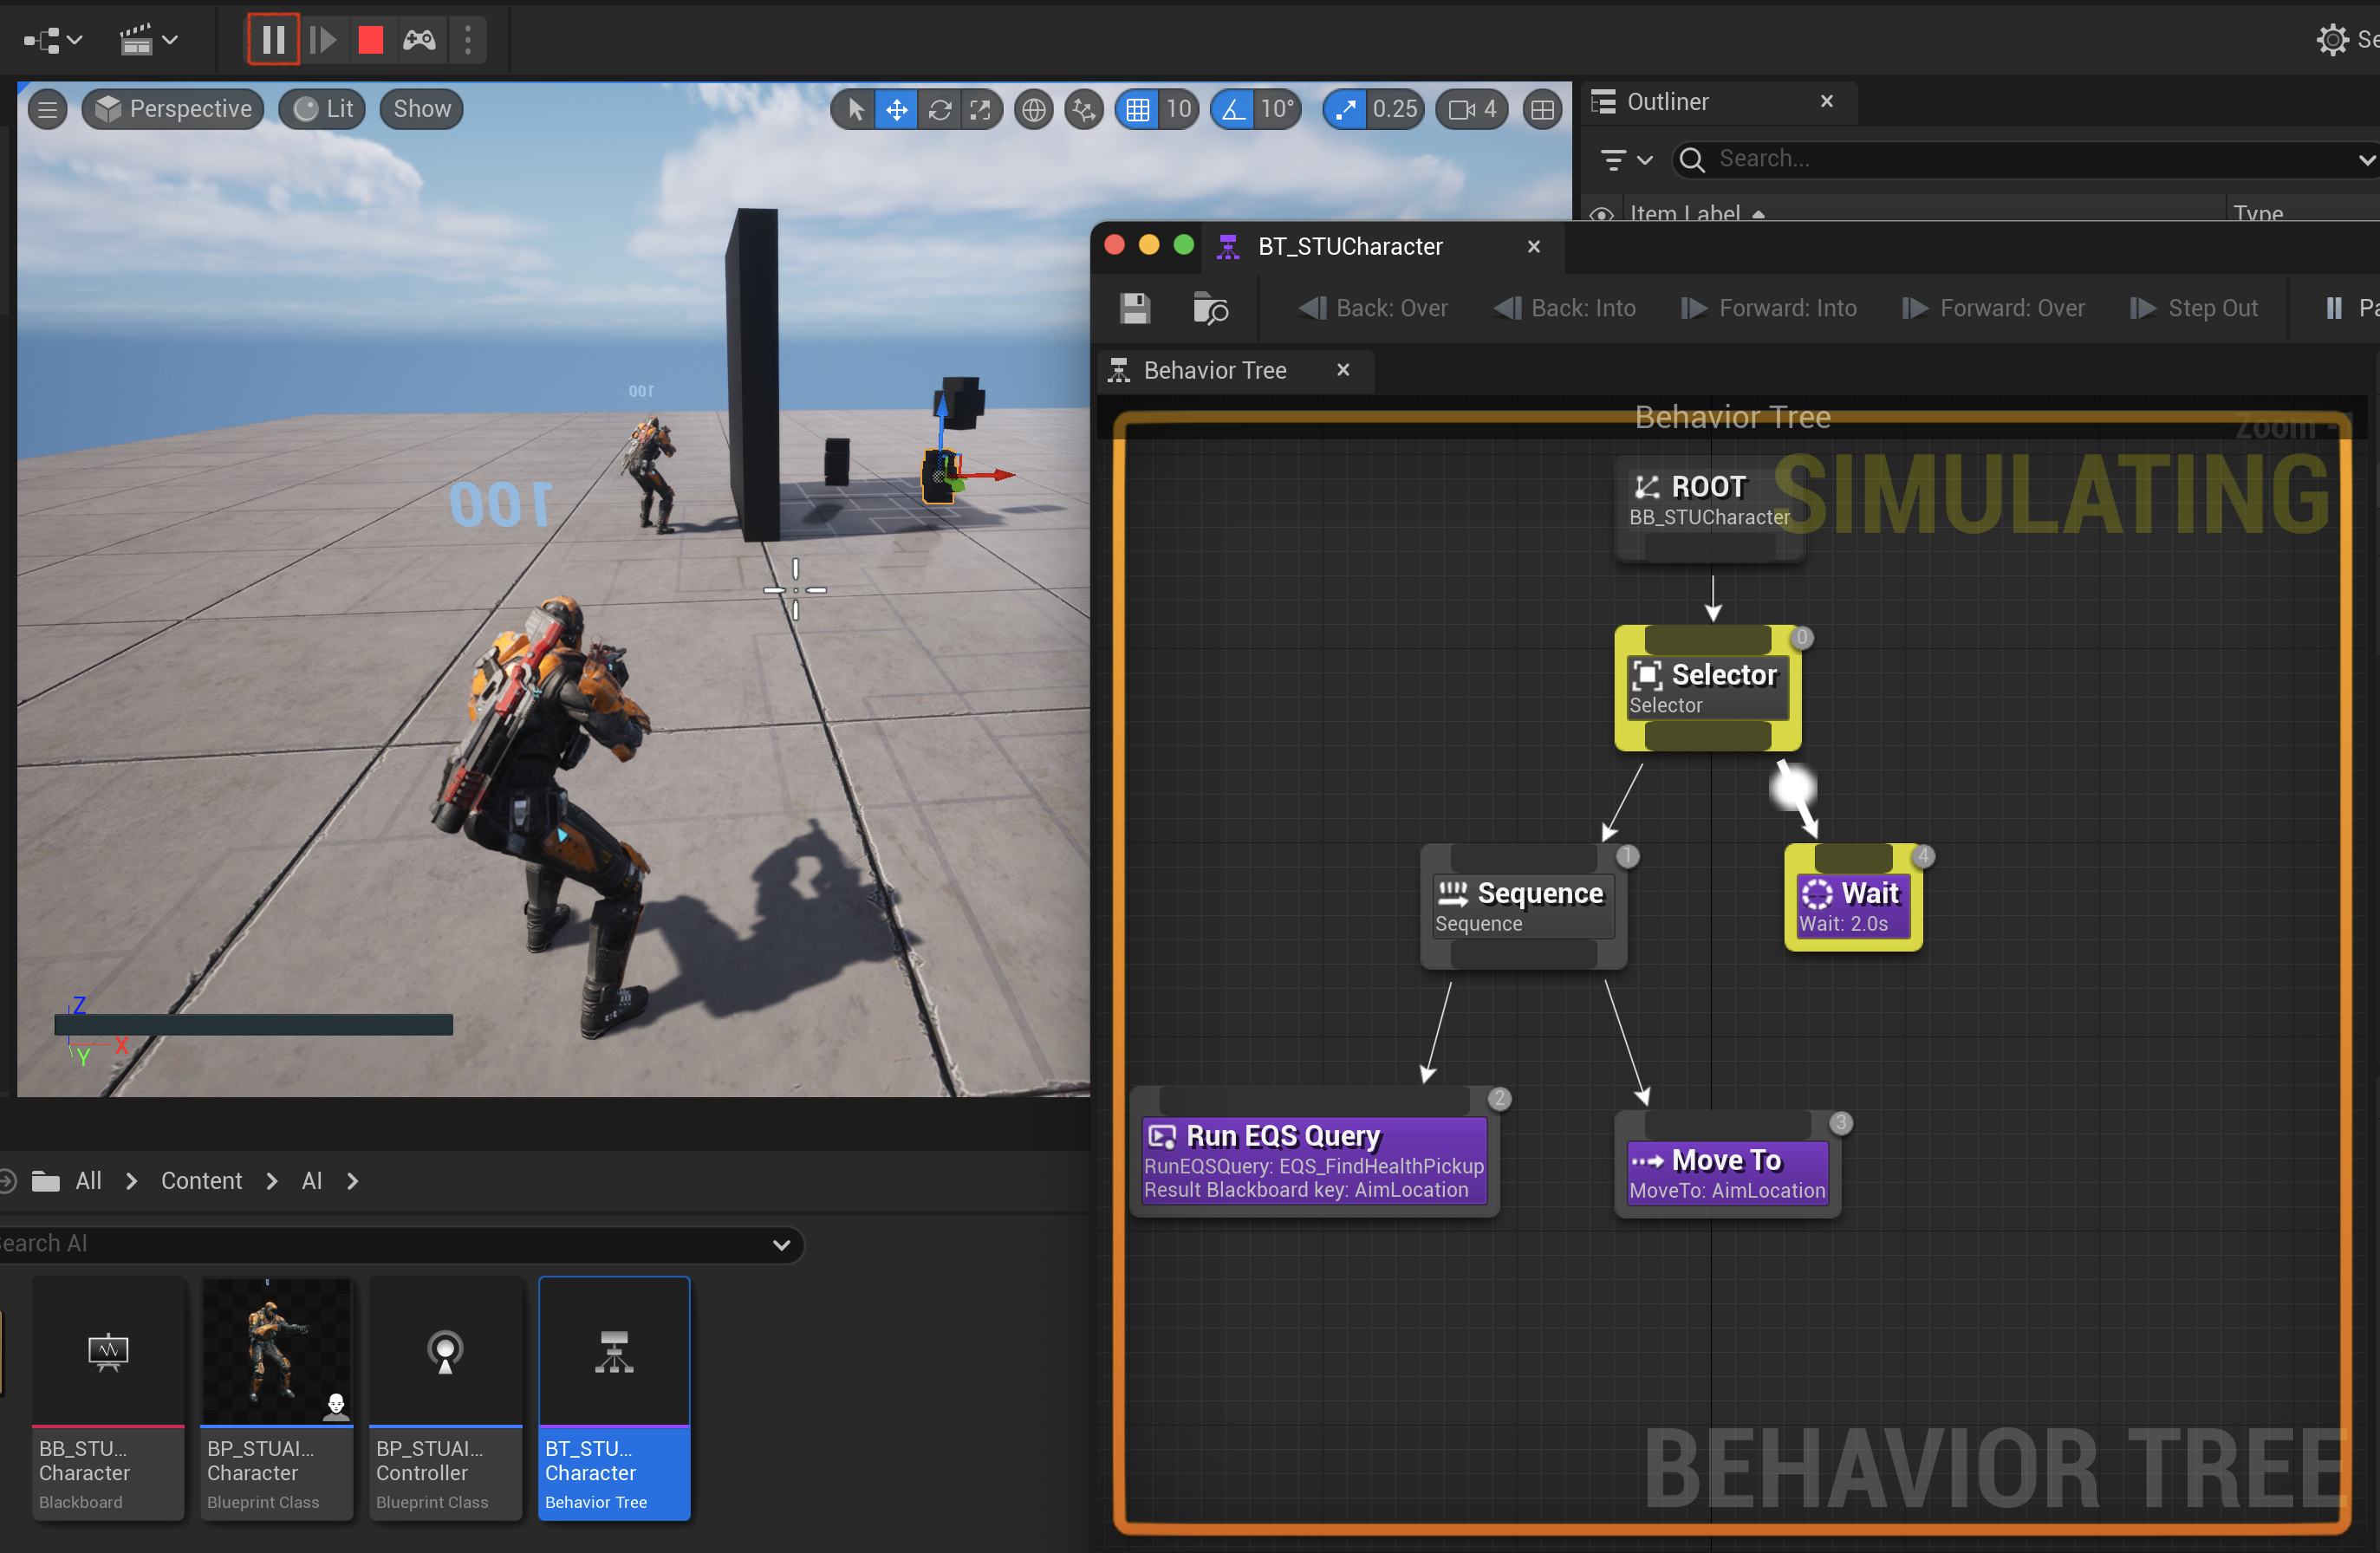 Se
Perspective
Lit
Show
10
10°
0.25
4
Outliner
Search...
Item Label
Type
100
100
Z
X
Y
BT_STUCharacter
Back: Over
Back: Into
Forward: Into
Forward: Over
Step Out
Pa
Behavior Tree
Behavior Tree
Zoom -
SIMULATING
ROOT
BB_STUCharacter
0
Selector
Selector
1
Sequence
Sequence
4
Wait
Wait: 2.0s
2
Run EQS Query
RunEQSQuery: EQS_FindHealthPickup
Result Blackboard key: AimLocation
3
Move To
MoveTo: AimLocation
BEHAVIOR TREE
All
Content
AI
earch AI
BB_STU...
Character
Blackboard
BP_STUAI...
Character
Blueprint Class
BP_STUAI...
Controller
Blueprint Class
BT_STU...
Character
Behavior Tree